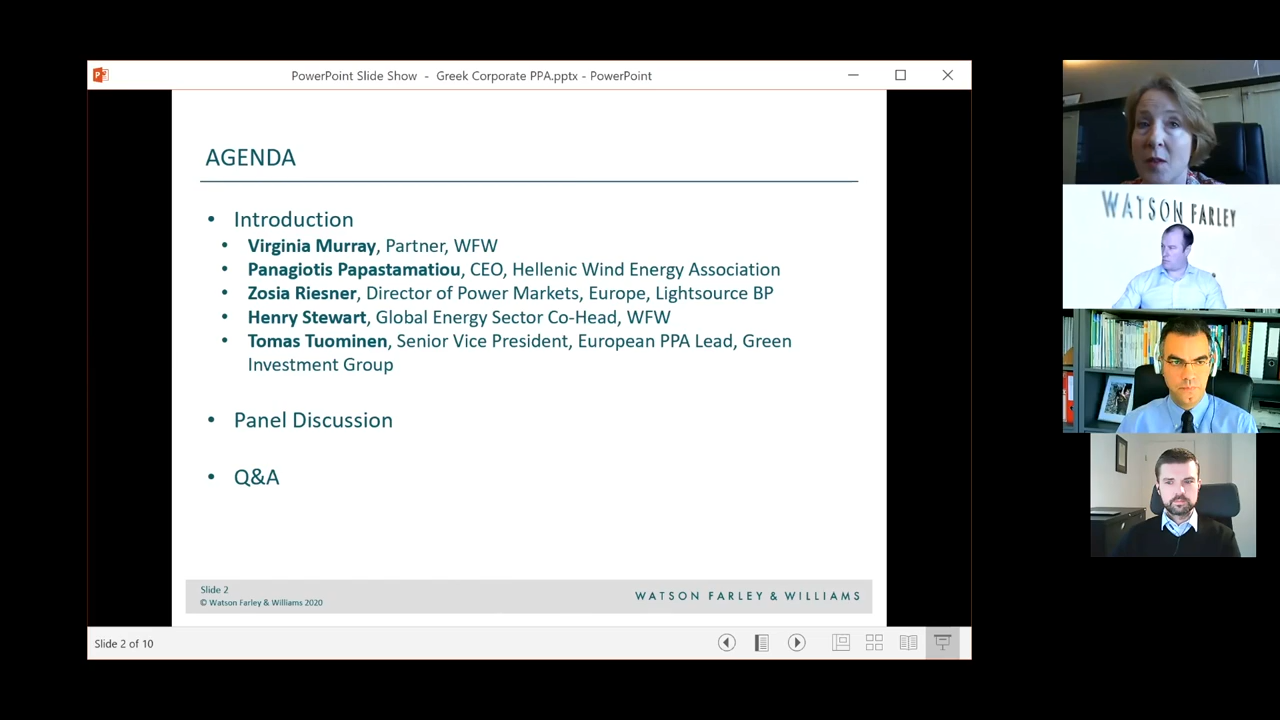 PowerPoint Slide Show - Greek Corporate PPA.pptx - PowerPoint
AGENDA
• Introduction
• Virginia Murray, Partner, WFW
• Panagiotis Papastamatiou, CEO, Hellenic Wind Energy Association
• Zosia Riesner, Director of Power Markets, Europe, Lightsource BP
• Henry Stewart, Global Energy Sector Co-Head, WFW
• Tomas Tuominen, Senior Vice President, European PPA Lead, Green
Investment Group
• Panel Discussion
• Q&A
Slide 2
© Watson Farley & Williams 2020
WATSON FARLEY & WILLIAMS
Slide 2 of 10
WATSON FARLEY